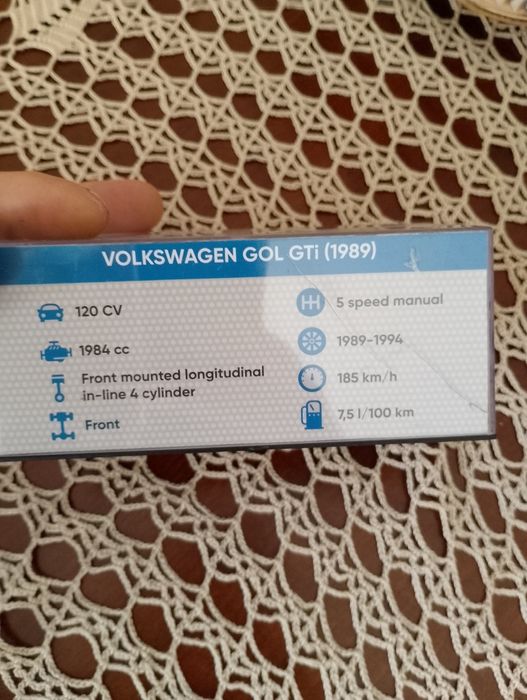 VOLKSWAGEN GOL GTi (1989)
120 CV
1984 cc
Front mounted longitudinal
in-line 4 cylinder
Front
5 speed manual
1989-1994
185 km/h
7,5 l/100 km